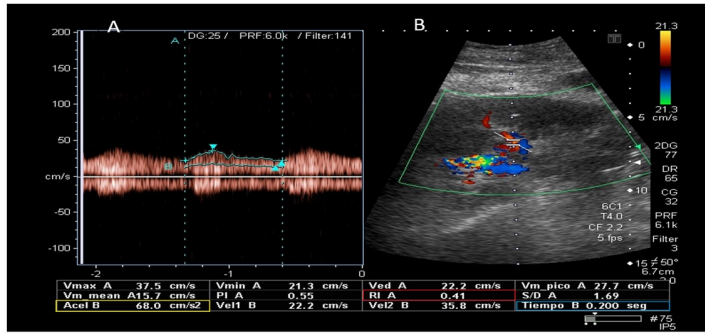 A
B
A
DG:25 / PRF:6.0k / Filter:141
200
150
100
50
cm/s
-50
-100
-2
-1
0
21.3
21.3
cm/s
0
5
10
15
2DG
77
DR
65
CG
32
PRF
6.1k
Filter
3
≠50°
6.7cm
6C1
T4.0
CF 2.2
5 fps
Vmax A 37.5 cm/s Vmin A 21.3 cm/s Ved A 22.2 cm/s Vm_pico A 27.7 cm/s
Vm_mean A15.7 cm/s PI A 0.55 RI A 0.41 S/D A 1.69
Acel B 68.0 cm/s2 Vel1 B 22.2 cm/s Vel2 B 35.8 cm/s Tiempo B 0.200 seg
#75
IP5